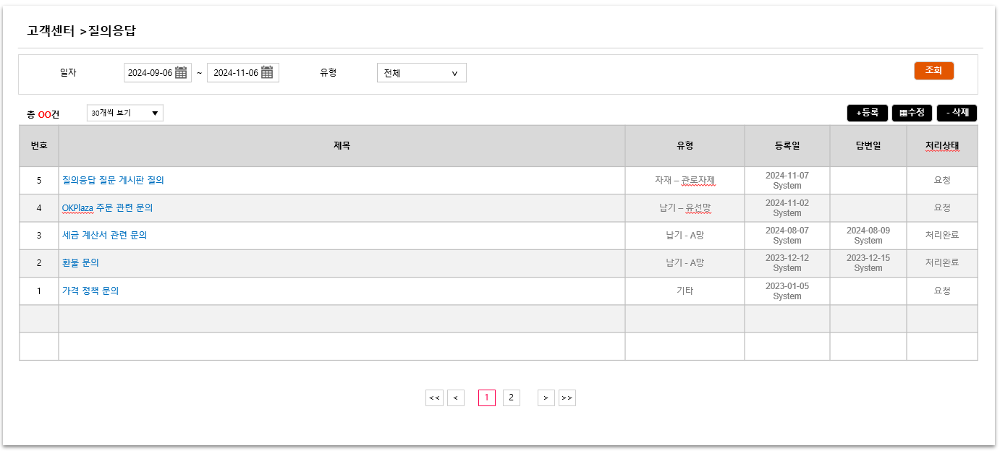 고객센터 >질의응답
일자 2024-09-06 ~ 2024-11-06 유형 전체 v 조회
총 OO건 30개씩 보기 ▼ +등록 ▦수정 - 삭제
번호 제목 유형 등록일 답변일 처리상태
5 질의응답 질문 게시판 질의 자재 – 관로자제 2024-11-07 System 요청
4 OKPlaza 주문 관련 문의 납기 – 유선망 2024-11-02 System 요청
3 세금 계산서 관련 문의 납기 - A망 2024-08-07 System 2024-08-09 System 처리완료
2 환불 문의 납기 - A망 2023-12-12 System 2023-12-15 System 처리완료
1 가격 정책 문의 기타 2023-01-05 System 요청
<< < 1 2 > >>